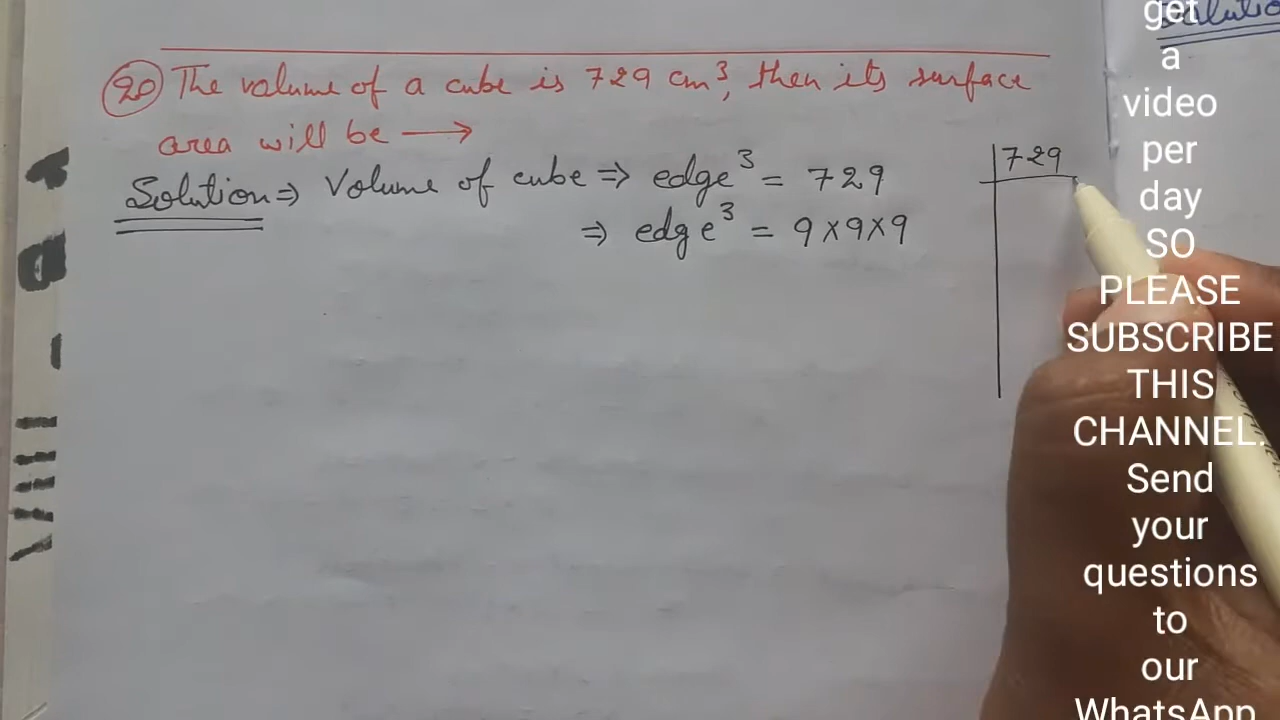 20 The volume of a cube is 729 cm³, then its surface
area will be →
Solution ⇒ Volume of cube ⇒ edge³ = 729
⇒ edge³ = 9×9×9
729
get
a
video
per
day
SO
PLEASE
SUBSCRIBE
THIS
CHANNEL.
Send
your
questions
to
our
WhatsApp